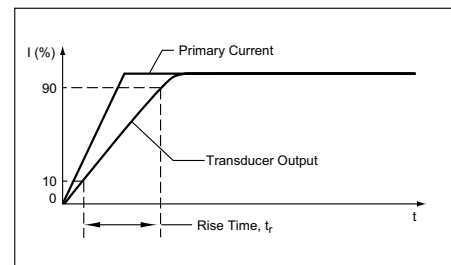 I (%)
Primary Current
90
Transducer Output
10
0
t
Rise Time, tr